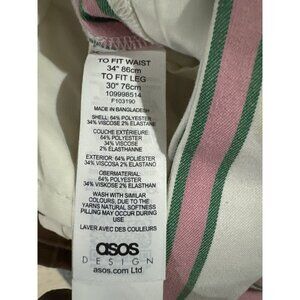 TO FIT WAIST
34" 86cm
TO FIT LEG
30" 76cm
109998514
F103190
MADE IN BANGLADESH
SHELL: 64% POLYESTER
34% VISCOSE 2% ELASTANE
COUCHE EXTÉRIEURE:
64% POLYESTER
34% VISCOSE
2% ÉLASTHANNE
EXTERIOR: 64% POLIÉSTER
34% VISCOSA 2% ELASTANO
OBERMATERIAL:
64% POLYESTER
34% VISKOSE 2% ELASTHAN
WASH WITH SIMILAR
COLOURS, DUE TO THE
YARNS NATURAL SOFTNESS
PILLING MAY OCCUR DURING
USE
LAVER AVEC DES COULEURS
asos
DESIGN
asos.com Ltd